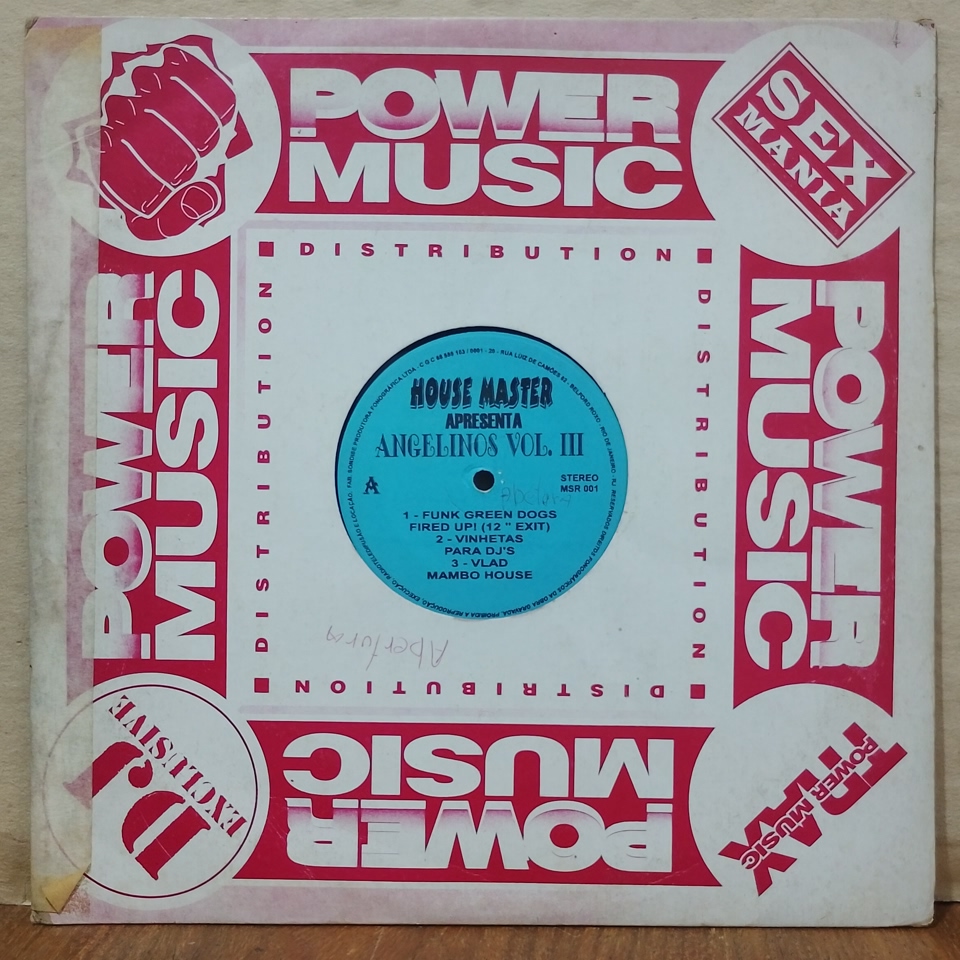 POWER
MUSIC
SEX
MANIA
DISTRIBUTION
POWER
MUSIC
DISTRIBUTION
HOUSE MASTER
APRESENTA
ANGELINOS VOL. III
A
STEREO
MSR 001
1 - FUNK GREEN DOGS
FIRED UP! (12 " EXIT)
2 - VINHETAS
PARA DJ'S
3 - VLAD
MAMBO HOUSE
DISTRIBUTION
POWER
MUSIC
Abertura
DISTRIBUTION
DJ
EXCLUSIVE
POWER
MUSIC
TRAX
POWER MUSIC